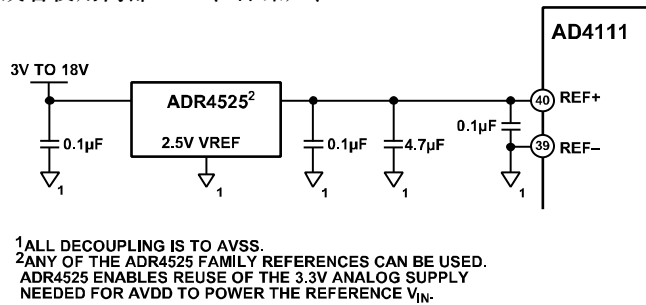 AD4111
3V TO 18V
ADR4525²
2.5V VREF
0.1µF
0.1µF
4.7µF
0.1µF
40 REF+
39 REF–
1
1
1
1
1
¹ALL DECOUPLING IS TO AVSS.
²ANY OF THE ADR4525 FAMILY REFERENCES CAN BE USED.
ADR4525 ENABLES REUSE OF THE 3.3V ANALOG SUPPLY
NEEDED FOR AVDD TO POWER THE REFERENCE VIN.